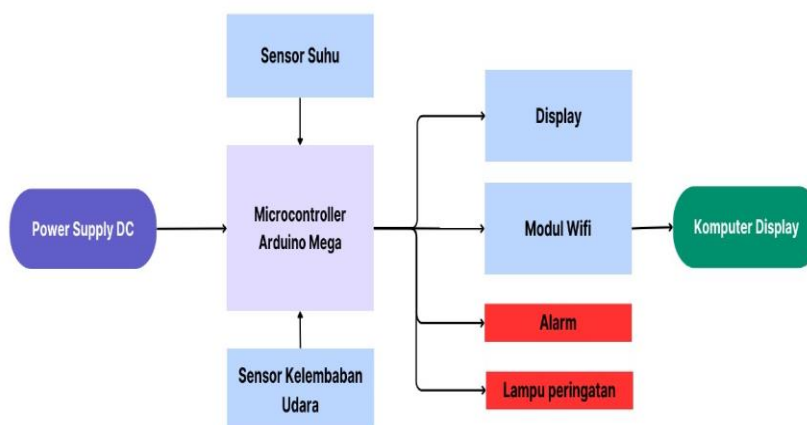 Sensor Suhu
Display
Power Supply DC
Microcontroller
Arduino Mega
Modul Wifi
Komputer Display
Alarm
Sensor Kelembaban
Udara
Lampu peringatan